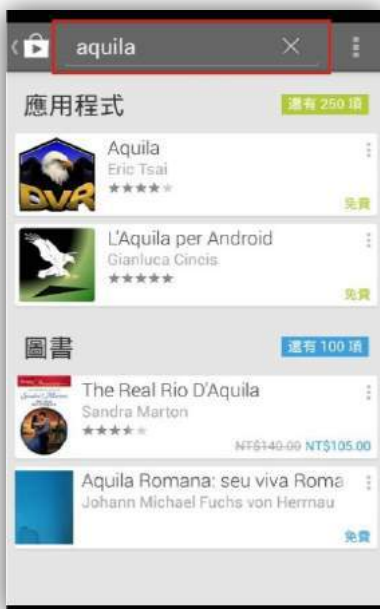 aquila
應用程式
還有 250 項
Aquila
Eric Tsai
DVR
免費
L'Aquila per Android
Gianluca Cincis
免費
圖書
還有 100 項
The Real Rio D'Aquila
Sandra Marton
NT$140.00 NT$105.00
Aquila Romana: seu viva Roma
Johann Michael Fuchs von Herrnau
免費